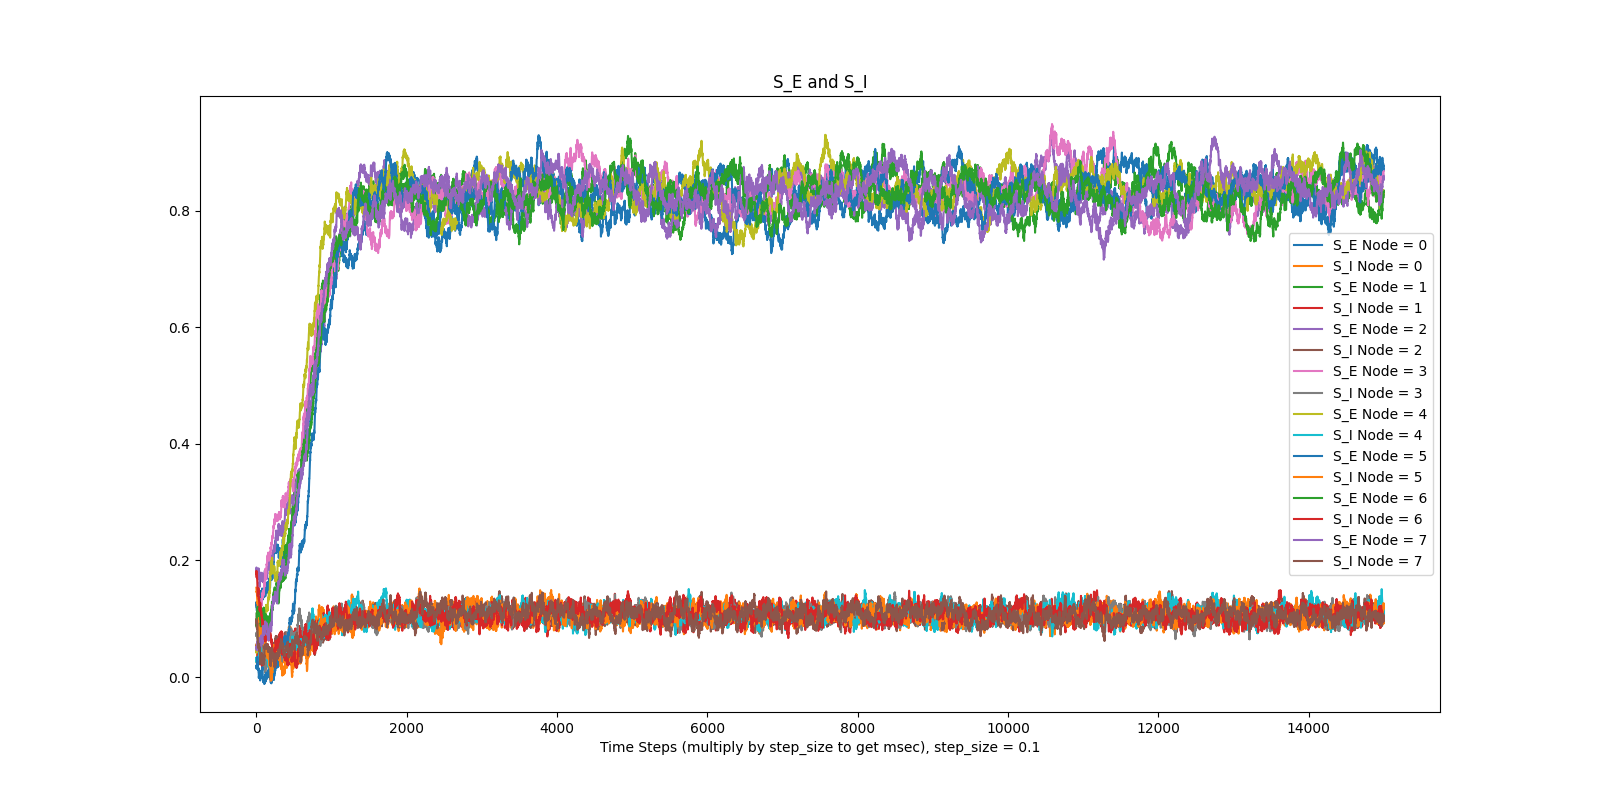 S_E and S_I
0.8
0.6
0.4
0.2
0.0
S_E Node = 0
S_I Node = 0
S_E Node = 1
S_I Node = 1
S_E Node = 2
S_I Node = 2
S_E Node = 3
S_I Node = 3
S_E Node = 4
S_I Node = 4
S_E Node = 5
S_I Node = 5
S_E Node = 6
S_I Node = 6
S_E Node = 7
S_I Node = 7
0 2000 4000 6000 8000 10000 12000 14000
Time Steps (multiply by step_size to get msec), step_size = 0.1